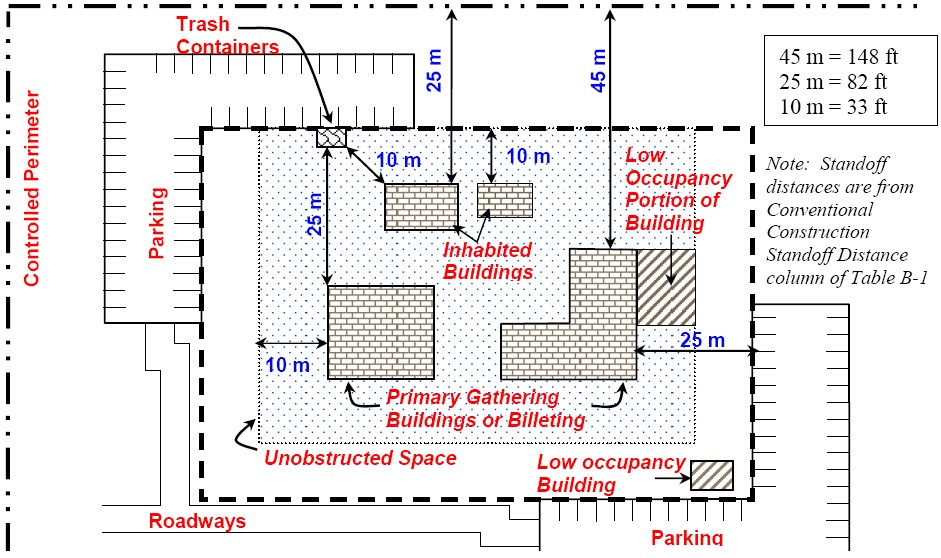 Trash
Containers
25 m
45 m
45 m = 148 ft
25 m = 82 ft
10 m = 33 ft
Controlled Perimeter
Parking
10 m
10 m
Low
Occupancy
Portion of
Building
Note: Standoff
distances are from
Conventional
Construction
Standoff Distance
column of Table B-1
25 m
Inhabited
Buildings
10 m
25 m
Primary Gathering
Buildings or Billeting
Unobstructed Space
Low occupancy
Building
Roadways
Parking